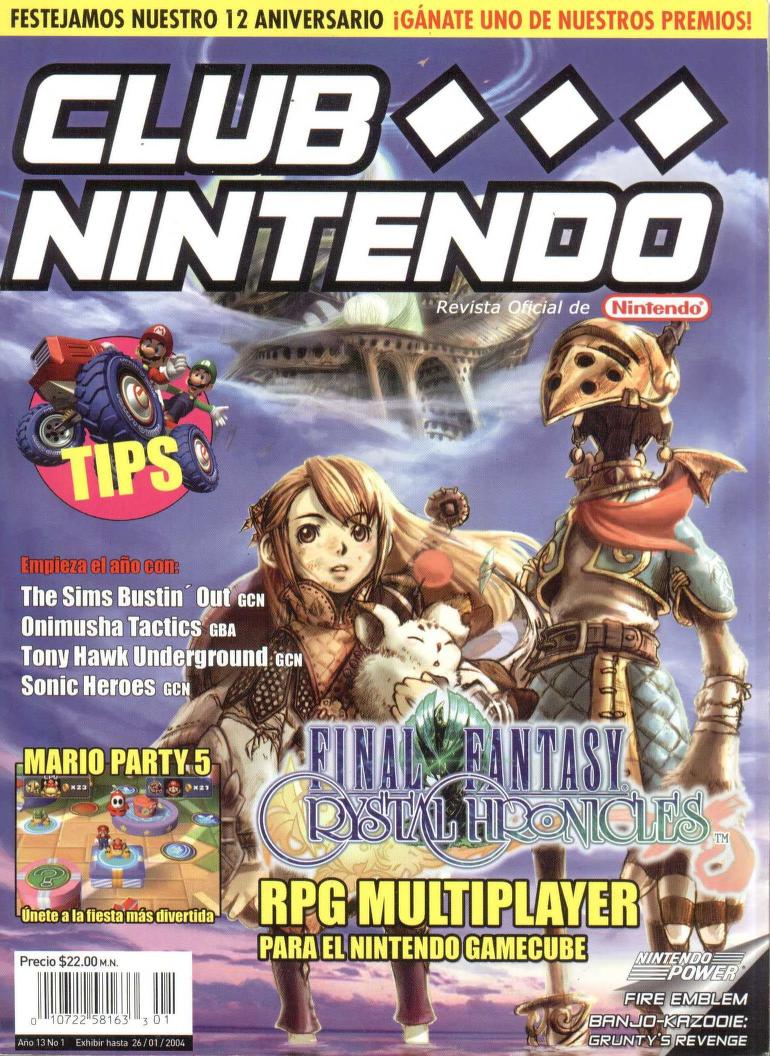 FESTEJAMOS NUESTRO 12 ANIVERSARIO ¡GÁNATE UNO DE NUESTROS PREMIOS!
CLUB
NINTENDO
Revista Oficial de Nintendo®
TIPS
Empieza el año con:
The Sims Bustin´ Out GCN
Onimusha Tactics GBA
Tony Hawk Underground GCN
Sonic Heroes GCN
MARIO PARTY 5
x23
x21
?
Únete a la fiesta más divertida
FINAL FANTASY®
CRYSTAL CHRONICLES™
RPG MULTIPLAYER
PARA EL NINTENDO GAMECUBE
NINTENDO
POWER
FIRE EMBLEM
BANJO-KAZOOIE:
GRUNTY'S REVENGE
Precio $22.00 M.N.
0 10722 58163 3 01
Año 13 No 1 Exhibir hasta 26/01/2004